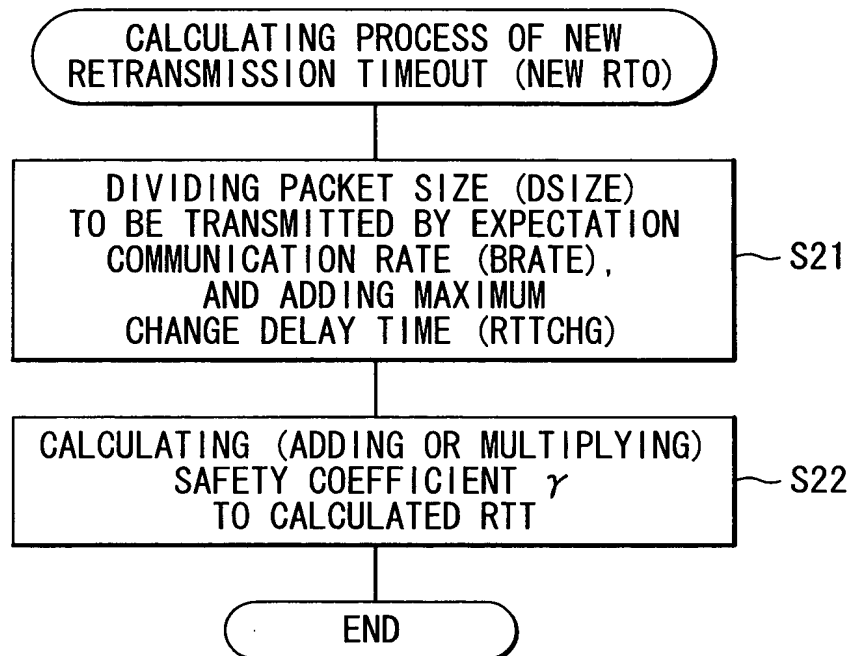 CALCULATING PROCESS OF NEW
RETRANSMISSION TIMEOUT (NEW RTO)
DIVIDING PACKET SIZE (DSIZE)
TO BE TRANSMITTED BY EXPECTATION
COMMUNICATION RATE (BRATE),
AND ADDING MAXIMUM
CHANGE DELAY TIME (RTTCHG)
S21
CALCULATING (ADDING OR MULTIPLYING)
SAFETY COEFFICIENT γ
TO CALCULATED RTT
S22
END